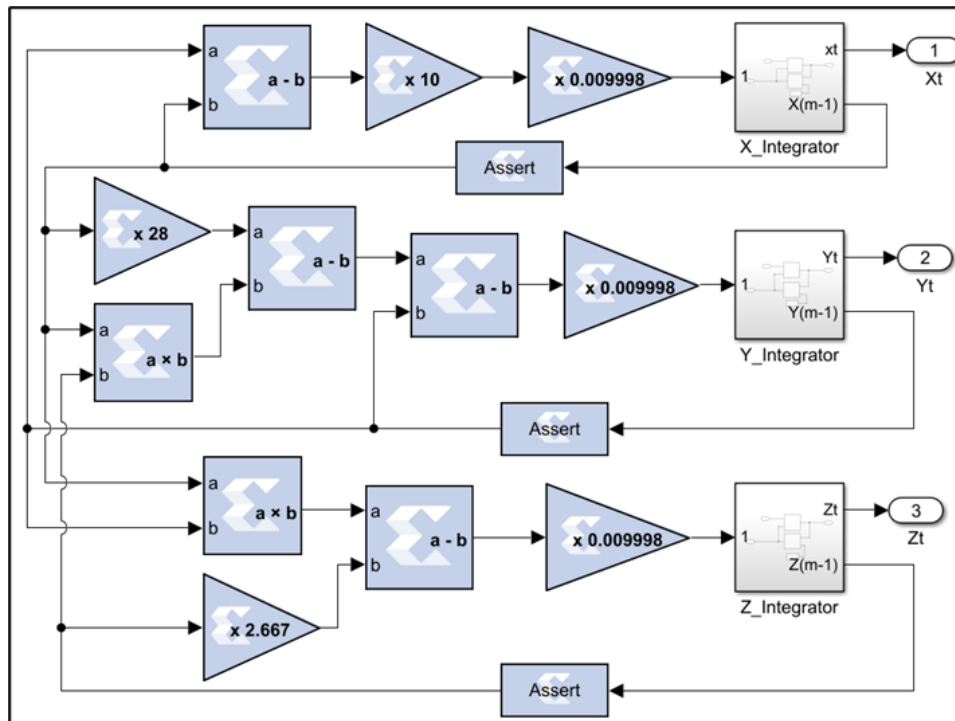 a
b
a - b
x 10
x 0.009998
1
xt
X(m-1)
X_Integrator
1
Xt
Assert
x 28
a
b
a - b
a
b
a - b
x 0.009998
1
Yt
Y(m-1)
Y_Integrator
2
Yt
a
b
a × b
Assert
a
b
a × b
a
b
a - b
x 0.009998
1
Zt
Z(m-1)
Z_Integrator
3
Zt
x 2.667
Assert